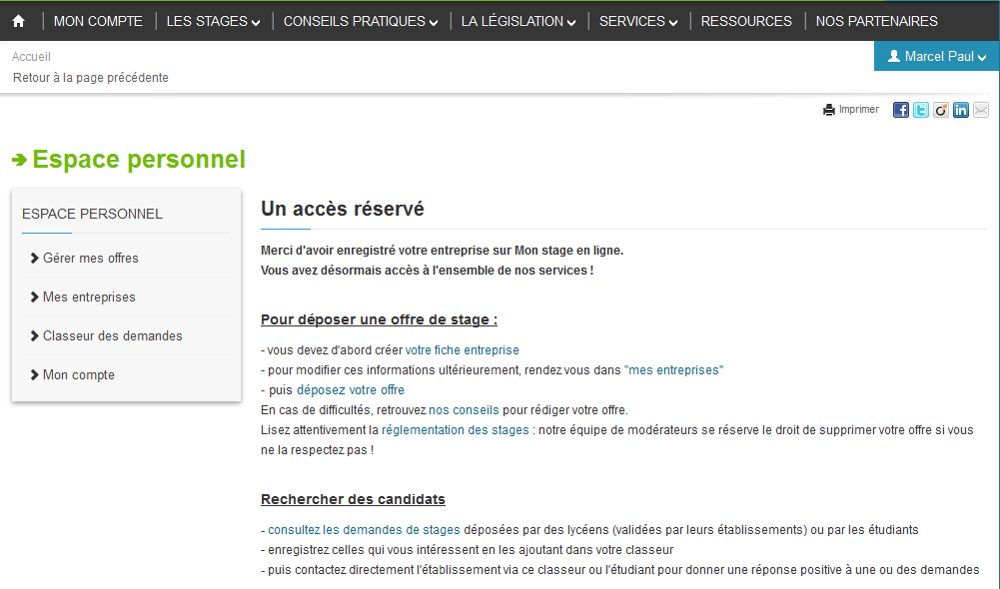 MON COMPTE LES STAGES CONSEILS PRATIQUES LA LÉGISLATION SERVICES RESSOURCES NOS PARTENAIRES
Accueil
Marcel Paul
Retour à la page précédente
Imprimer
Espace personnel
ESPACE PERSONNEL
Gérer mes offres
Mes entreprises
Classeur des demandes
Mon compte
Un accès réservé
Merci d'avoir enregistré votre entreprise sur Mon stage en ligne.
Vous avez désormais accès à l'ensemble de nos services !
Pour déposer une offre de stage :
- vous devez d'abord créer votre fiche entreprise
- pour modifier ces informations ultérieurement, rendez vous dans "mes entreprises"
- puis déposez votre offre
En cas de difficultés, retrouvez nos conseils pour rédiger votre offre.
Lisez attentivement la réglementation des stages : notre équipe de modérateurs se réserve le droit de supprimer votre offre si vous
ne la respectez pas !
Rechercher des candidats
- consultez les demandes de stages déposées par des lycéens (validées par leurs établissements) ou par les étudiants
- enregistrez celles qui vous intéressent en les ajoutant dans votre classeur
- puis contactez directement l'établissement via ce classeur ou l'étudiant pour donner une réponse positive à une ou des demandes